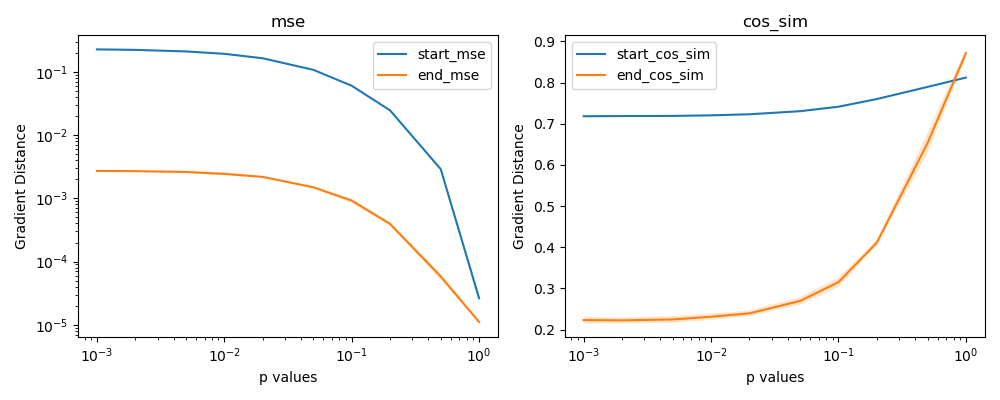 mse
Gradient Distance
10⁻¹
10⁻²
10⁻³
10⁻⁴
10⁻⁵
start_mse
end_mse
10⁻³ 10⁻² 10⁻¹ 10⁰
p values
cos_sim
Gradient Distance
0.9
0.8
0.7
0.6
0.5
0.4
0.3
0.2
start_cos_sim
end_cos_sim
10⁻³ 10⁻² 10⁻¹ 10⁰
p values